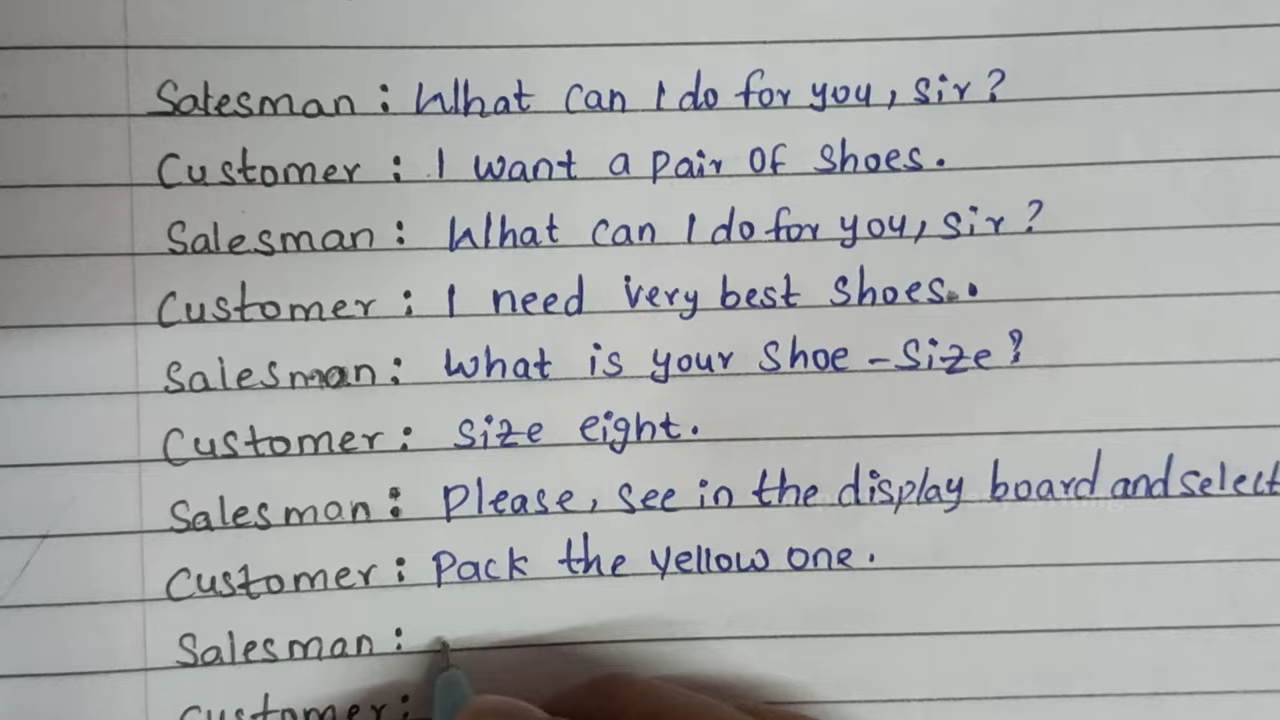 Salesman : What can I do for you, sir?
Customer : I want a pair of shoes.
Salesman : What can I do for you, sir?
Customer : I need very best shoes.
Salesman : What is your shoe - size?
Customer : size eight.
Salesman : Please, see in the display board and select
Customer : Pack the yellow one.
Salesman :
Customer :